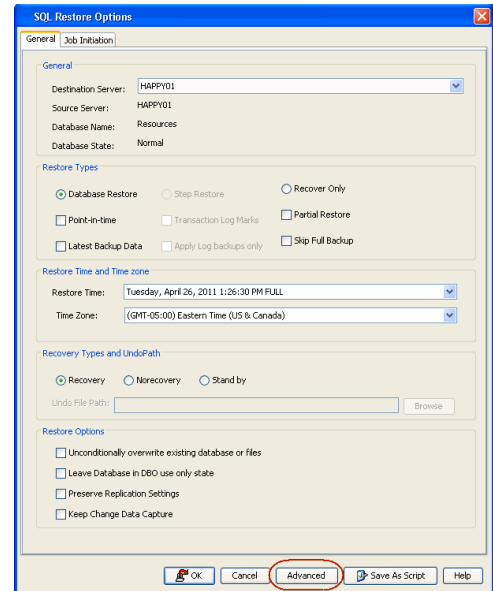 SQL Restore Options
General Job Initiation
General
Destination Server: HAPPY01
Source Server: HAPPY01
Database Name: Resources
Database State: Normal
Restore Types
Database Restore Step Restore Recover Only
Point-in-time Transaction Log Marks Partial Restore
Latest Backup Data Apply Log backups only Skip Full Backup
Restore Time and Time zone
Restore Time: Tuesday, April 26, 2011 1:26:30 PM FULL
Time Zone: (GMT-05:00) Eastern Time (US & Canada)
Recovery Types and UndoPath
Recovery Norecovery Stand by
Undo File Path: Browse
Restore Options
Unconditionally overwrite existing database or files
Leave Database in DBO use only state
Preserve Replication Settings
Keep Change Data Capture
OK Cancel Advanced Save As Script Help